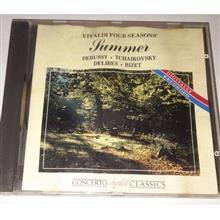 VIVALDI FOUR SEASONS'
Summer
DEBUSSY • TCHAIKOVSKY
DELIBES • BIZET
CONCERTO CLASSICS